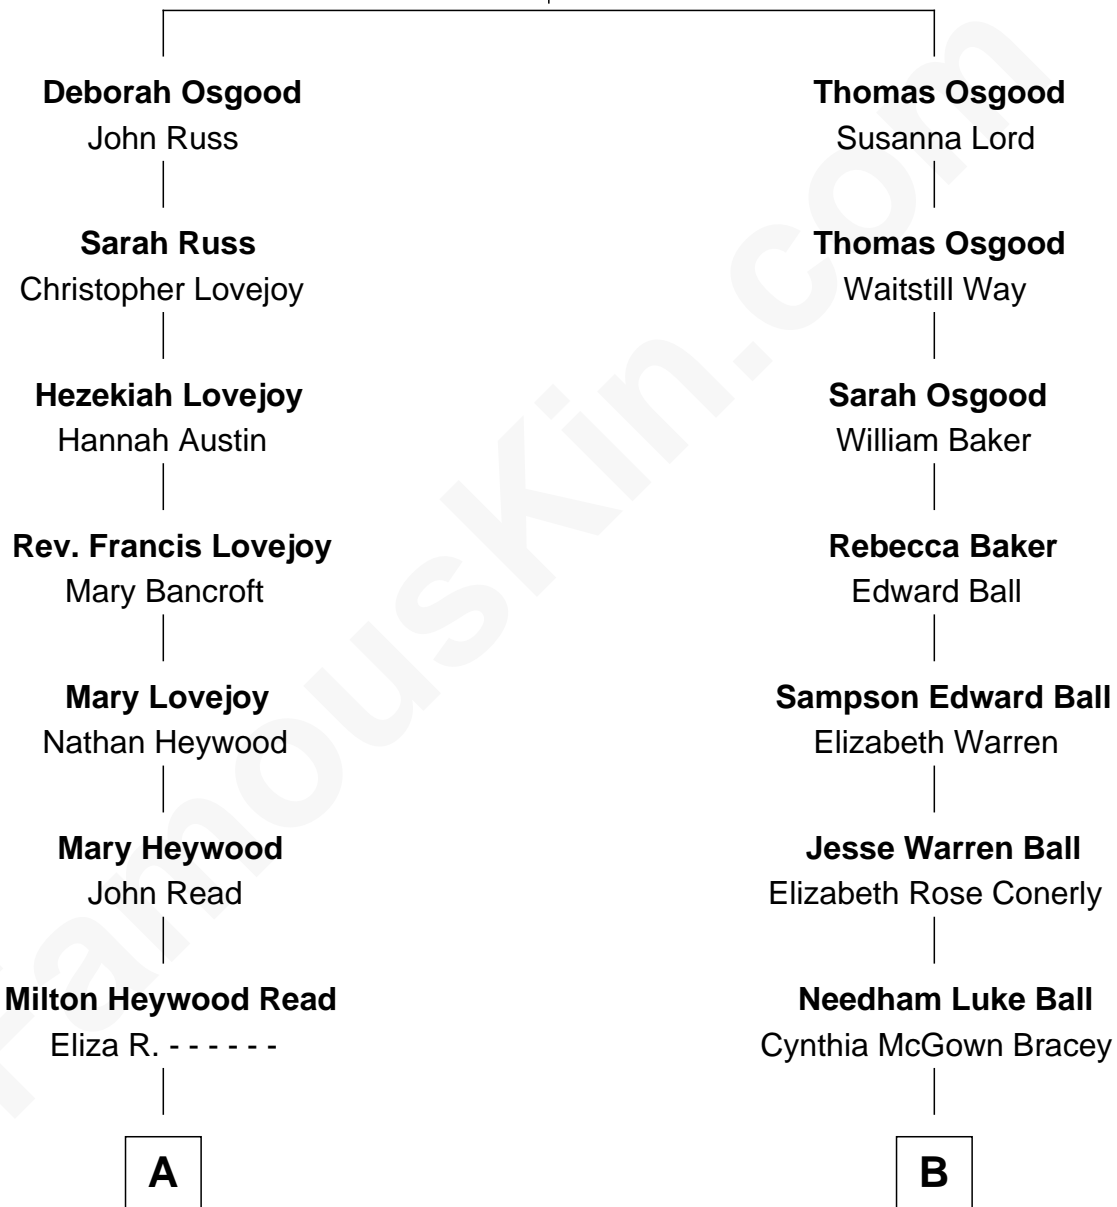 Deborah Osgood
John Russ
Sarah Russ
Christopher Lovejoy
Hezekiah Lovejoy
Hannah Austin
Rev. Francis Lovejoy
Mary Bancroft
Mary Lovejoy
Nathan Heywood
Mary Heywood
John Read
Milton Heywood Read
Eliza R. - - - - - -
A
Thomas Osgood
Susanna Lord
Thomas Osgood
Waitstill Way
Sarah Osgood
William Baker
Rebecca Baker
Edward Ball
Sampson Edward Ball
Elizabeth Warren
Jesse Warren Ball
Elizabeth Rose Conerly
Needham Luke Ball
Cynthia McGown Bracey
B
FamousKin.com